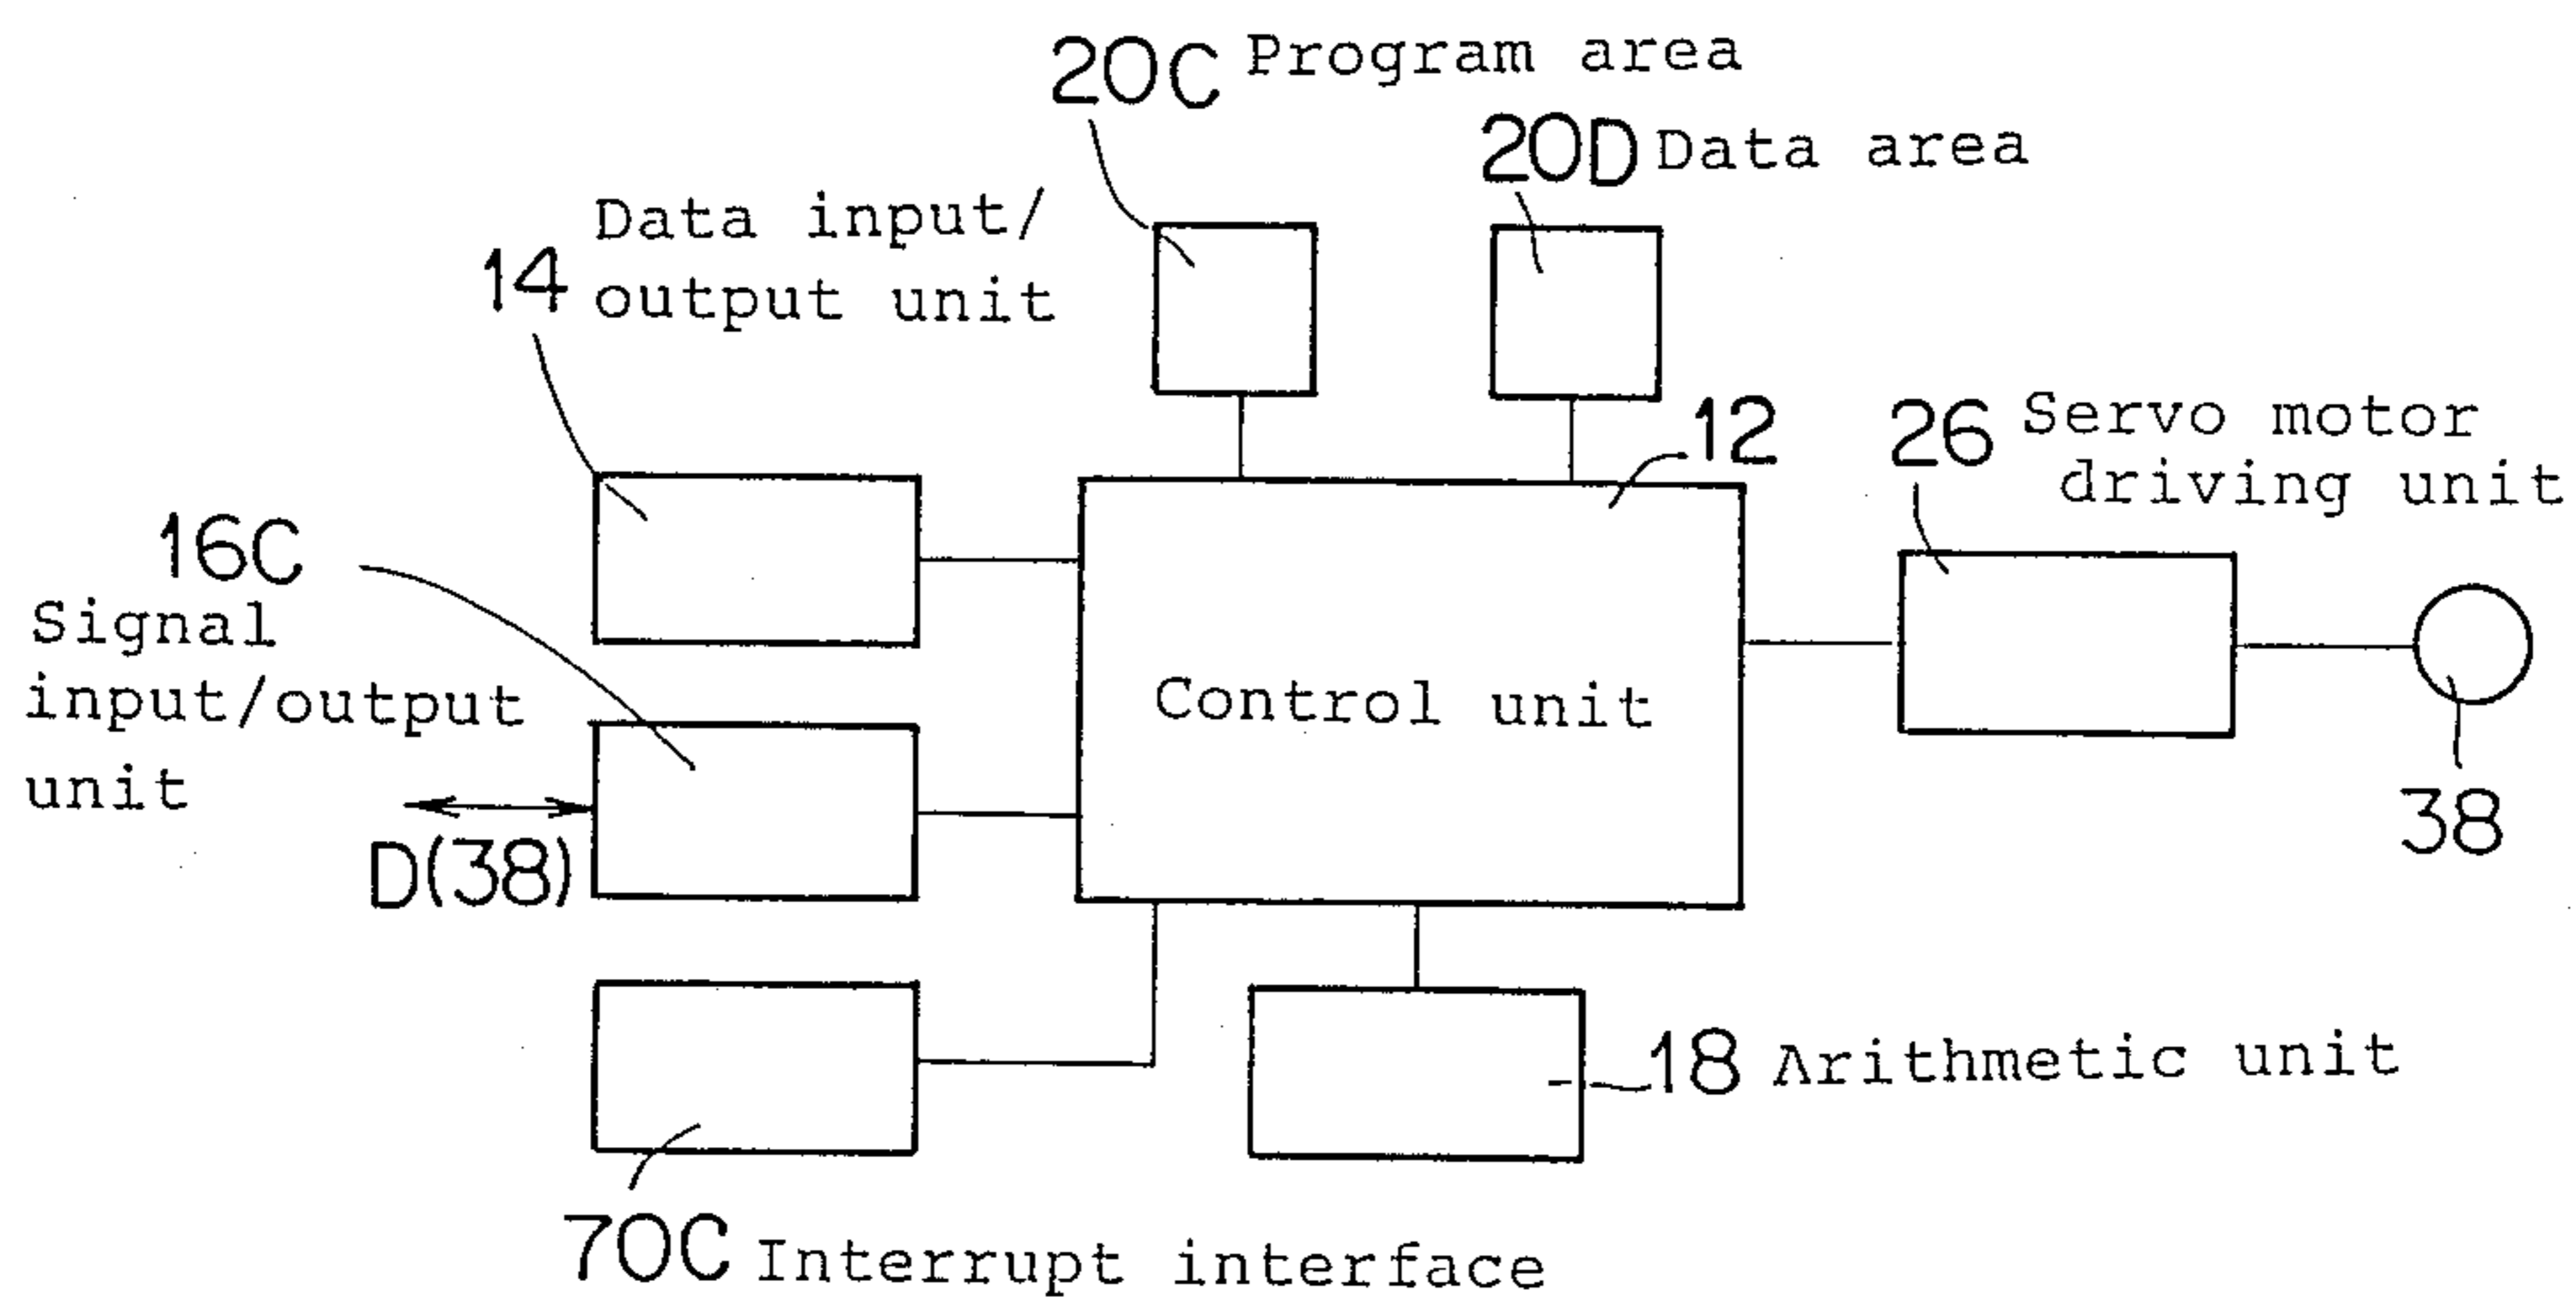 20C Program area
20D Data area
14 Data input/
output unit
12
26 Servo motor
driving unit
16C
Signal
input/output
unit
Control unit
D(38)
38
18 Arithmetic unit
70C Interrupt interface